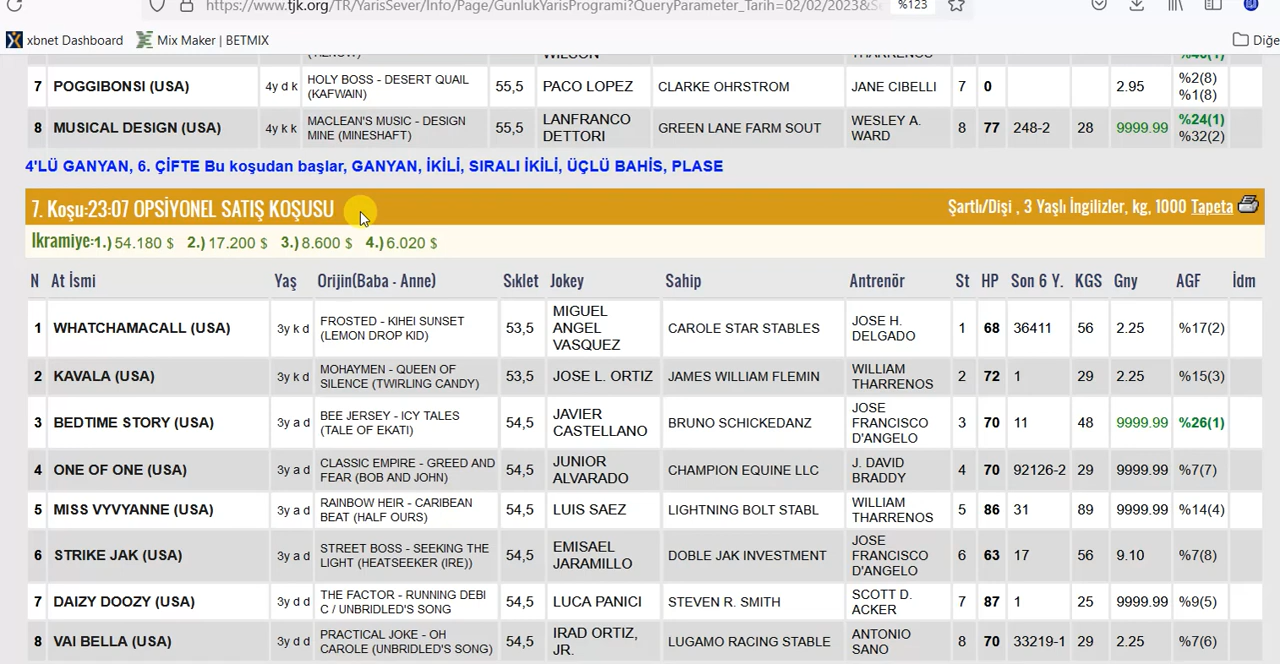 https://www.tjk.org/TR/YarisSever/Info/Page/GunlukYarisProgrami?QueryParameter_Tarih=02/02/2023&S %123
xbnet Dashboard Mix Maker | BETMIX Diğe
7 POGGIBONSI (USA) 4y d k HOLY BOSS - DESERT QUAIL (KAFWAIN) 55,5 PACO LOPEZ CLARKE OHRSTROM JANE CIBELLI 7 0 2.95 %2(8) %1(8)
8 MUSICAL DESIGN (USA) 4y k k MACLEAN'S MUSIC - DESIGN MINE (MINESHAFT) 55,5 LANFRANCO DETTORI GREEN LANE FARM SOUT WESLEY A. WARD 8 77 248-2 28 9999.99 %24(1) %32(2)
4'LÜ GANYAN, 6. ÇİFTE Bu koşudan başlar, GANYAN, İKİLİ, SIRALI İKİLİ, ÜÇLÜ BAHİS, PLASE
7. Koşu:23:07 OPSİYONEL SATIŞ KOŞUSU Şartlı/Dişi , 3 Yaşlı İngilizler, kg, 1000 Tapeta
İkramiye:1.) 54.180 $ 2.) 17.200 $ 3.) 8.600 $ 4.) 6.020 $
N At İsmi Yaş Orijin(Baba - Anne) Sıklet Jokey Sahip Antrenör St HP Son 6 Y. KGS Gny AGF İdm
1 WHATCHAMACALL (USA) 3y k d FROSTED - KIHEI SUNSET (LEMON DROP KID) 53,5 MIGUEL ANGEL VASQUEZ CAROLE STAR STABLES JOSE H. DELGADO 1 68 36411 56 2.25 %17(2)
2 KAVALA (USA) 3y k d MOHAYMEN - QUEEN OF SILENCE (TWIRLING CANDY) 53,5 JOSE L. ORTIZ JAMES WILLIAM FLEMIN WILLIAM THARRENOS 2 72 1 29 2.25 %15(3)
3 BEDTIME STORY (USA) 3y a d BEE JERSEY - ICY TALES (TALE OF EKATI) 54,5 JAVIER CASTELLANO BRUNO SCHICKEDANZ JOSE FRANCISCO D'ANGELO 3 70 11 48 9999.99 %26(1)
4 ONE OF ONE (USA) 3y a d CLASSIC EMPIRE - GREED AND FEAR (BOB AND JOHN) 54,5 JUNIOR ALVARADO CHAMPION EQUINE LLC J. DAVID BRADDY 4 70 92126-2 29 9999.99 %7(7)
5 MISS VYVYANNE (USA) 3y a d RAINBOW HEIR - CARIBEAN BEAT (HALF OURS) 54,5 LUIS SAEZ LIGHTNING BOLT STABL WILLIAM THARRENOS 5 86 31 89 9999.99 %14(4)
6 STRIKE JAK (USA) 3y a d STREET BOSS - SEEKING THE LIGHT (HEATSEEKER (IRE)) 54,5 EMISAEL JARAMILLO DOBLE JAK INVESTMENT JOSE FRANCISCO D'ANGELO 6 63 17 56 9.10 %7(8)
7 DAIZY DOOZY (USA) 3y d d THE FACTOR - RUNNING DEBI C / UNBRIDLED'S SONG 54,5 LUCA PANICI STEVEN R. SMITH SCOTT D. ACKER 7 87 1 25 9999.99 %9(5)
8 VAI BELLA (USA) 3y d d PRACTICAL JOKE - OH CAROLE (UNBRIDLED'S SONG) 54,5 IRAD ORTIZ, JR. LUGAMO RACING STABLE ANTONIO SANO 8 70 33219-1 29 2.25 %7(6)